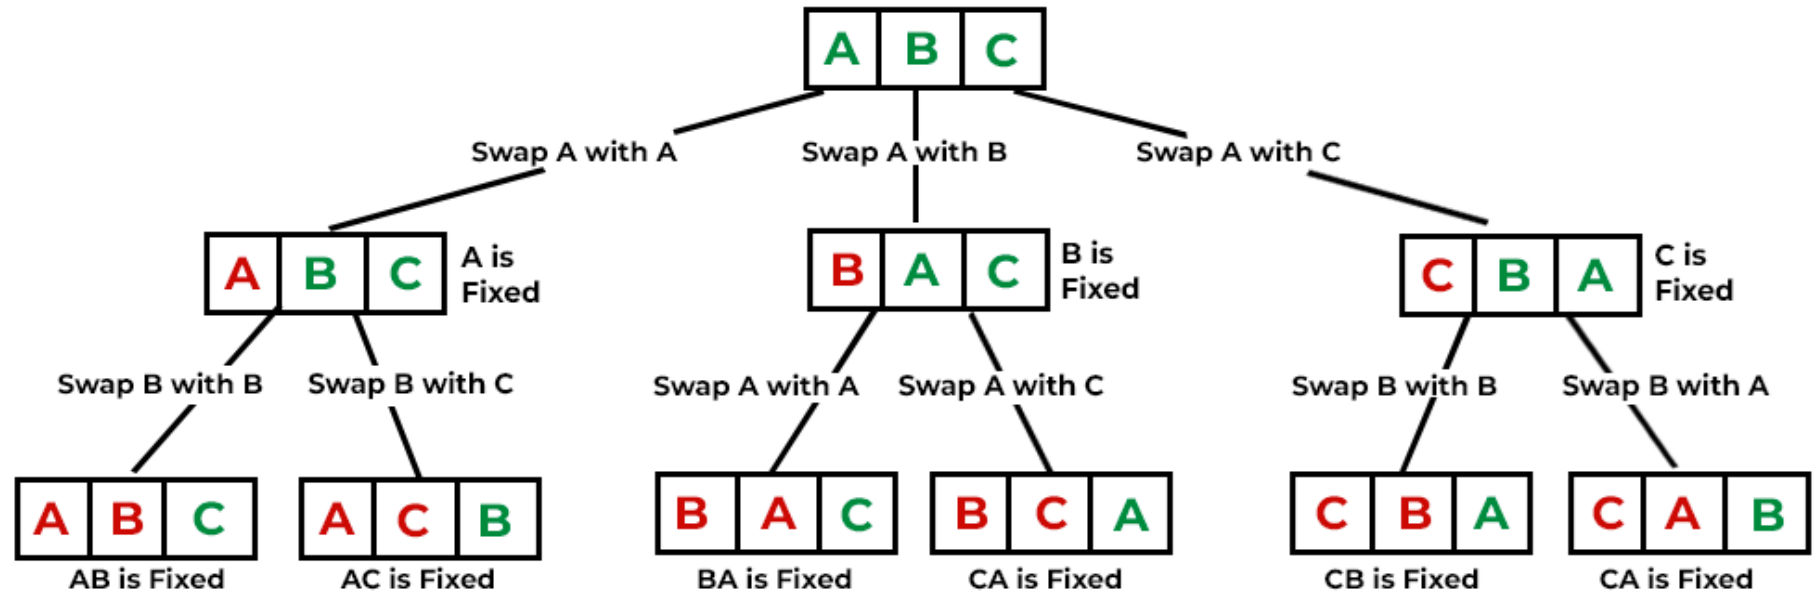 A B C
Swap A with A
Swap A with B
Swap A with C
A B C
A is
Fixed
B A C
B is
Fixed
C B A
C is
Fixed
Swap B with B
Swap B with C
Swap A with A
Swap A with C
Swap B with B
Swap B with A
A B C
A C B
B A C
B C A
C B A
C A B
AB is Fixed
AC is Fixed
BA is Fixed
CA is Fixed
CB is Fixed
CA is Fixed